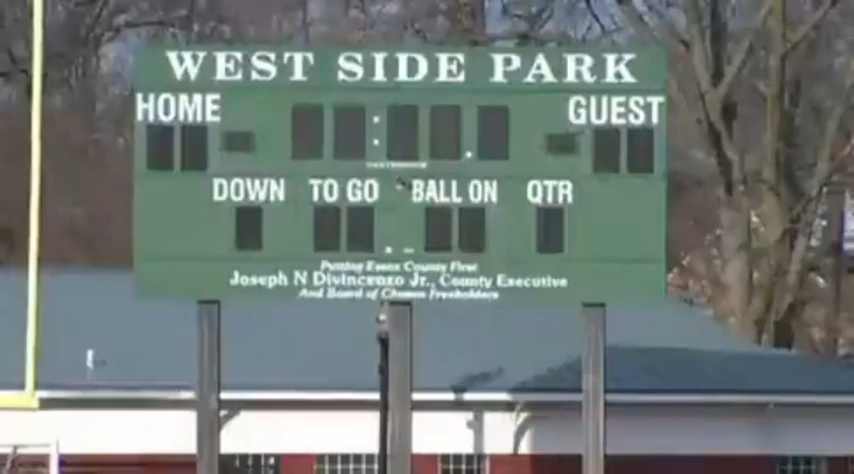 WEST SIDE PARK
HOME GUEST
DOWN TO GO BALL ON QTR
Putting Essex County First
Joseph N Divincenzo Jr., County Executive
And Board of Chosen Freeholders